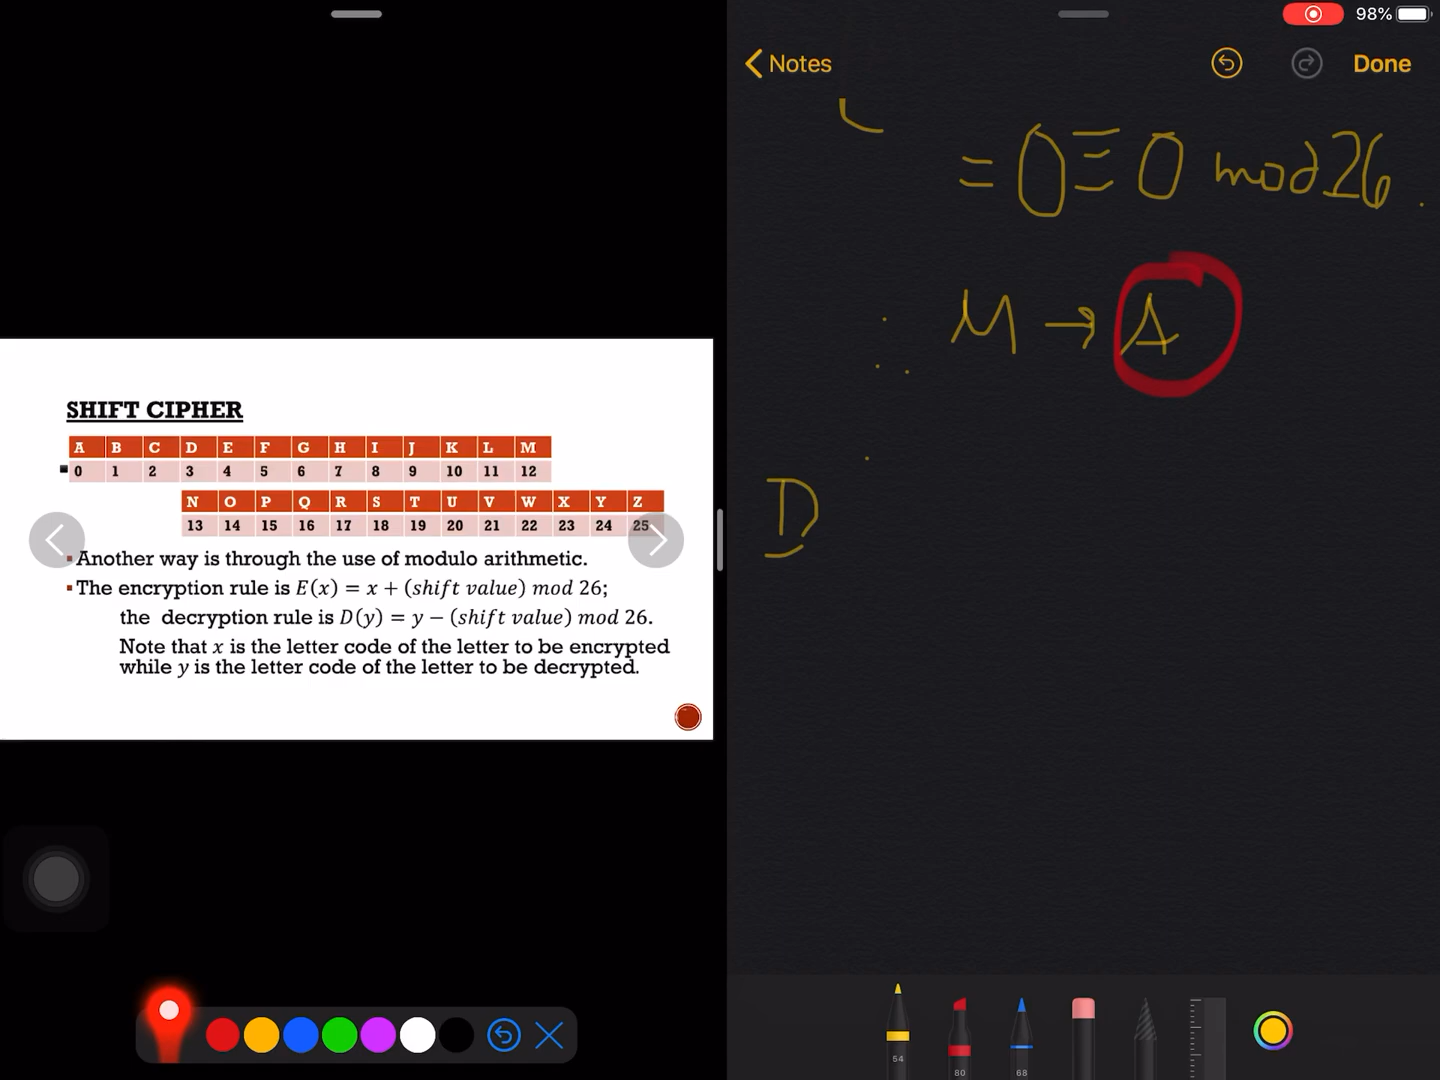 98%
Notes
Done
= 0 ≡ 0 mod 26.
∴ M → A
D
SHIFT CIPHER
A B C D E F G H I J K L M
0 1 2 3 4 5 6 7 8 9 10 11 12
N O P Q R S T U V W X Y Z
13 14 15 16 17 18 19 20 21 22 23 24 25
▪Another way is through the use of modulo arithmetic.
▪The encryption rule is E(x) = x + (shift value) mod 26;
the decryption rule is D(y) = y − (shift value) mod 26.
Note that x is the letter code of the letter to be encrypted
while y is the letter code of the letter to be decrypted.
54
80
68